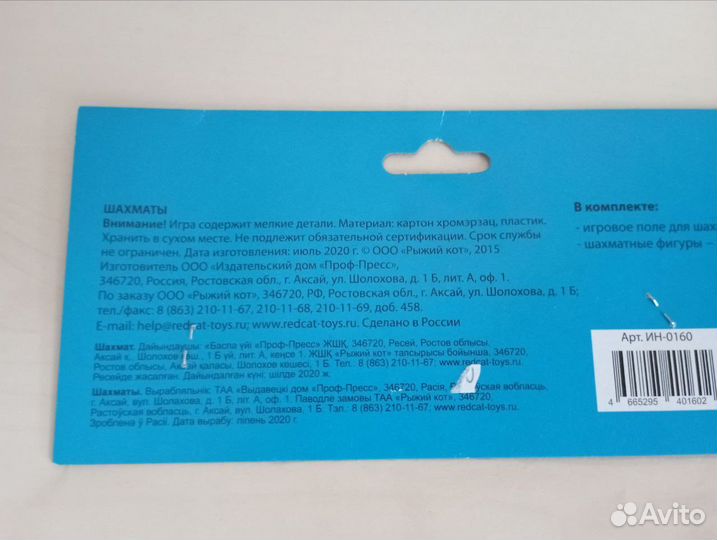 ШАХМАТЫ
Внимание! Игра содержит мелкие детали. Материал: картон хромэрзац, пластик.
Хранить в сухом месте. Не подлежит обязательной сертификации. Срок службы
не ограничен. Дата изготовления: июль 2020 г. © ООО «Рыжий кот», 2015
Изготовитель ООО «Издательский дом «Проф-Пресс»,
346720, Россия, Ростовская обл., г. Аксай, ул. Шолохова, д. 1 Б, лит. А, оф. 1.
По заказу ООО «Рыжий кот», 346720, РФ, Ростовская обл., г. Аксай, ул. Шолохова, д. 1 Б;
тел./факс: 8 (863) 210-11-67, 210-11-68, 210-11-69, доб. 458.
E-mail: help@redcat-toys.ru; www.redcat-toys.ru. Сделано в России
Шахмат. Дайындаушы: «Баспа үйі «Проф-Пресс» ЖШҚ, 346720, Ресей, Ростов облысы,
Аксай к., Шолохов көш., 1 Б үй, лит. А, кеңсе 1. ЖШҚ «Рыжий кот» тапсырысы бойынша, 346720,
Ростов облысы, Аксай қаласы, Шолохов көшесі, 1 Б. Тел.: 8 (863) 210-11-67; www.redcat-toys.ru.
Ресейде жасалған. Дайындалған күні: шілде 2020 ж.
Шахматы. Вытворнік: ТАА «Выдавецкі дом «Проф-Пресс», 346720, Расія, вобласць,
г. Аксай, вул. Шолахова, д. 1 Б, літ. А, оф. 1. Паводле замовы ТАА «Рыжий кот», 346720,
Растоўская вобласць, г. Аксай, вул. Шолахава, 1 Б. Тэл.: 8 (863) 210-11-67, www.redcat-toys.ru.
Зроблена ў Расіі. Дата вырабу: ліпень 2020 г.
В комплекте:
- игровое поле для
- шахматные фигуры –
Арт. ИН-0160
4 665295 401602
Avito